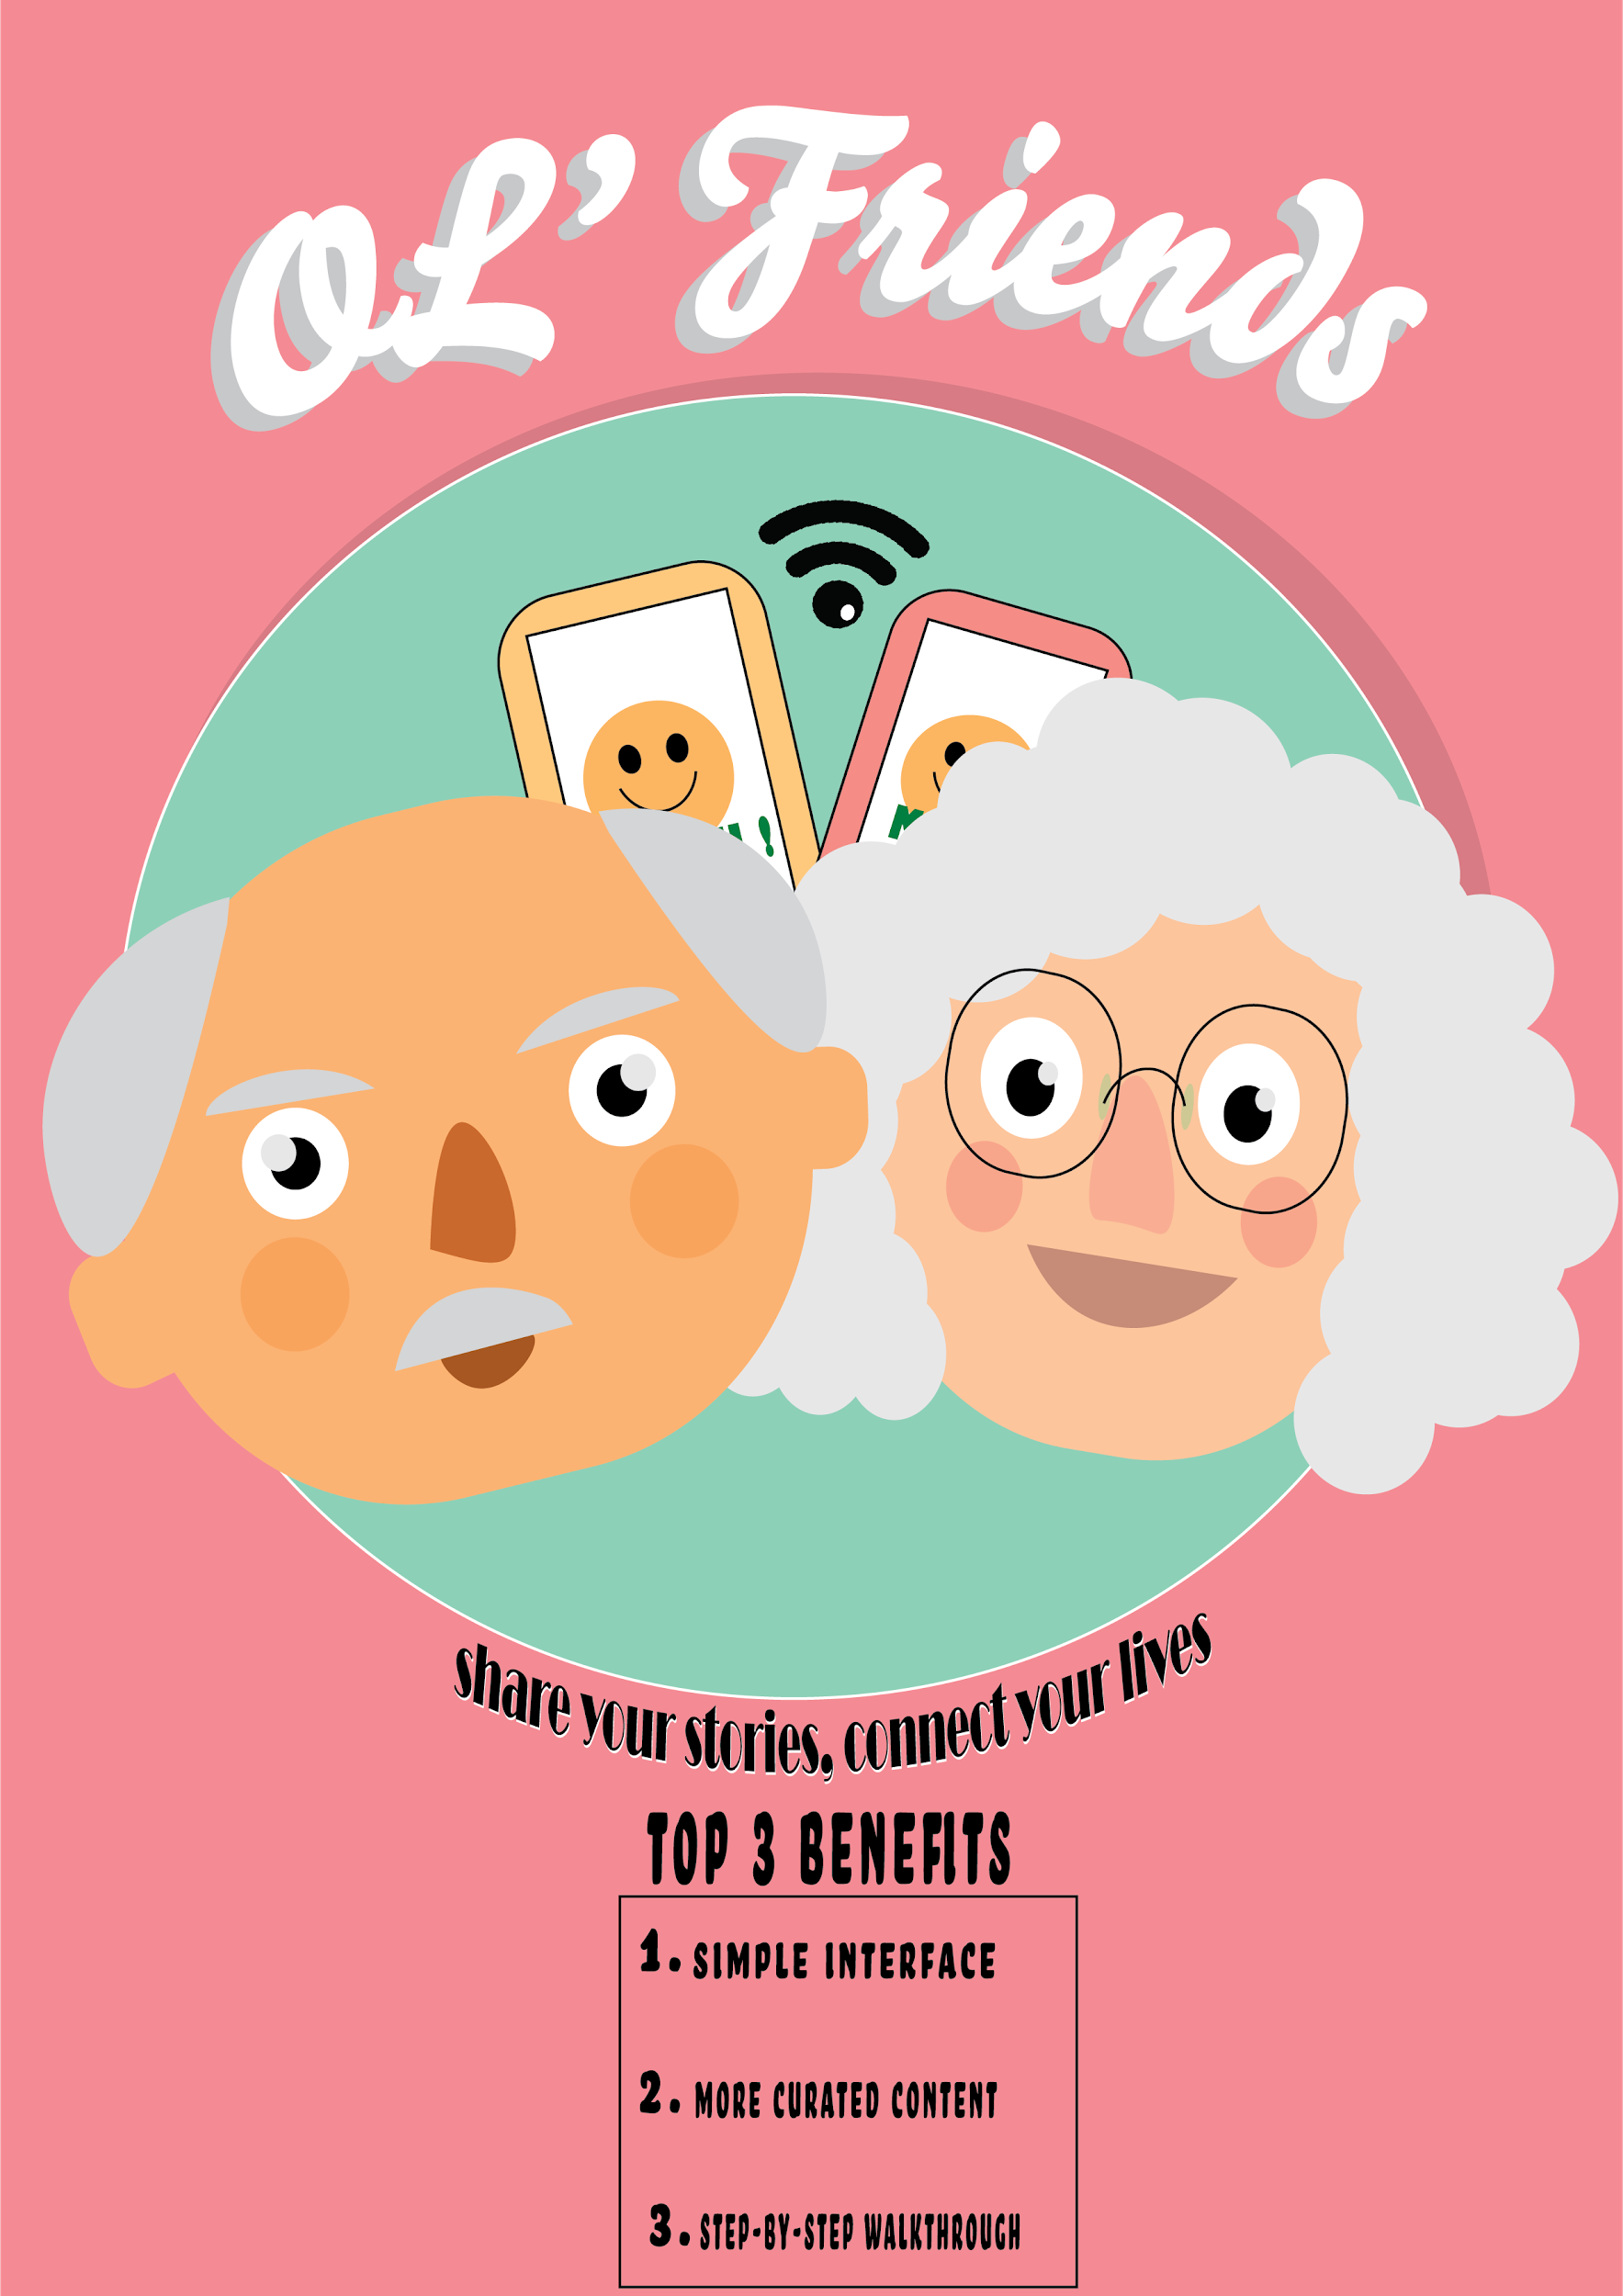 OL' Friends
share your stories, connect your lives
TOP 3 BENEFITS
1. SIMPLE INTERFACE
2. MORE CURATED CONTENT
3. STEP-BY-STEP WALKTHROUGH